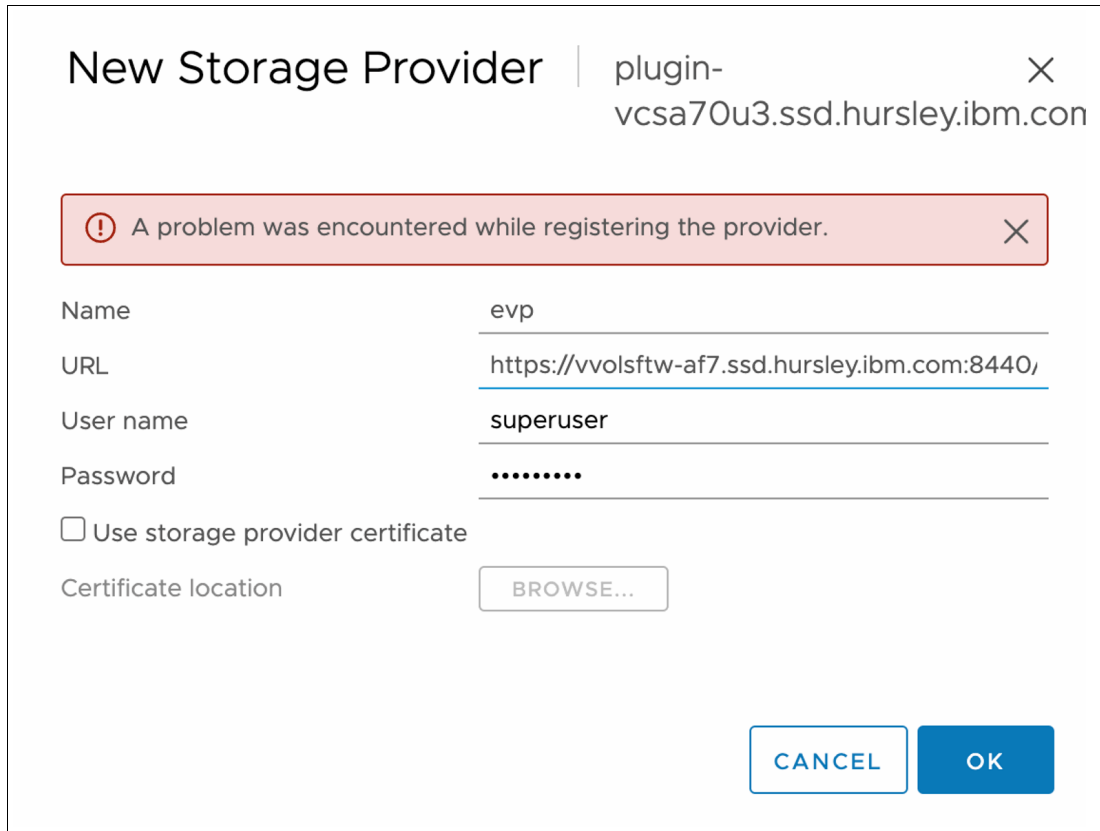 New Storage Provider
plugin-
vcsa70u3.ssd.hursley.ibm.com
A problem was encountered while registering the provider.
Name evp
URL https://vvolsftw-af7.ssd.hursley.ibm.com:8440/
User name superuser
Password •••••••••
Use storage provider certificate
Certificate location BROWSE...
CANCEL OK